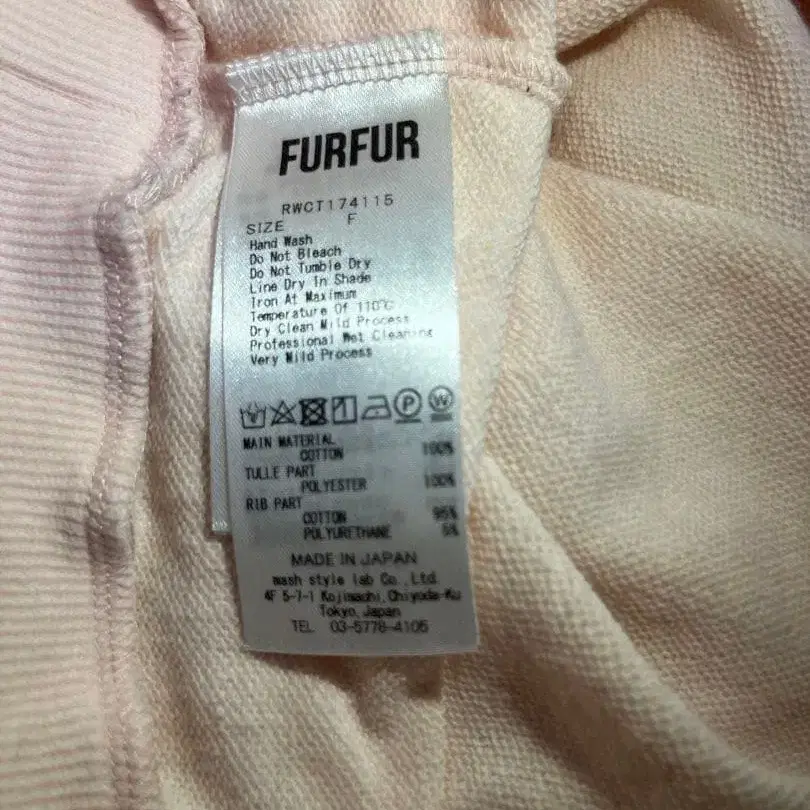 FURFUR
RWCT174115
SIZE F
Hand Wash
Do Not Bleach
Do Not Tumble Dry
Line Dry In Shade
Iron At Maximum
Temperature Of 110℃
Dry Clean Mild Process
Professional Wet Cleaning
Very Mild Process
P W
MAIN MATERIAL
COTTON 100%
TULLE PART
POLYESTER 100%
RIB PART
COTTON 95%
POLYURETHANE 5%
MADE IN JAPAN
mash style lab Co.,Ltd.
4F 5-7-1 Kojimachi,Chiyoda-Ku
Tokyo,Japan
TEL 03-5778-4105